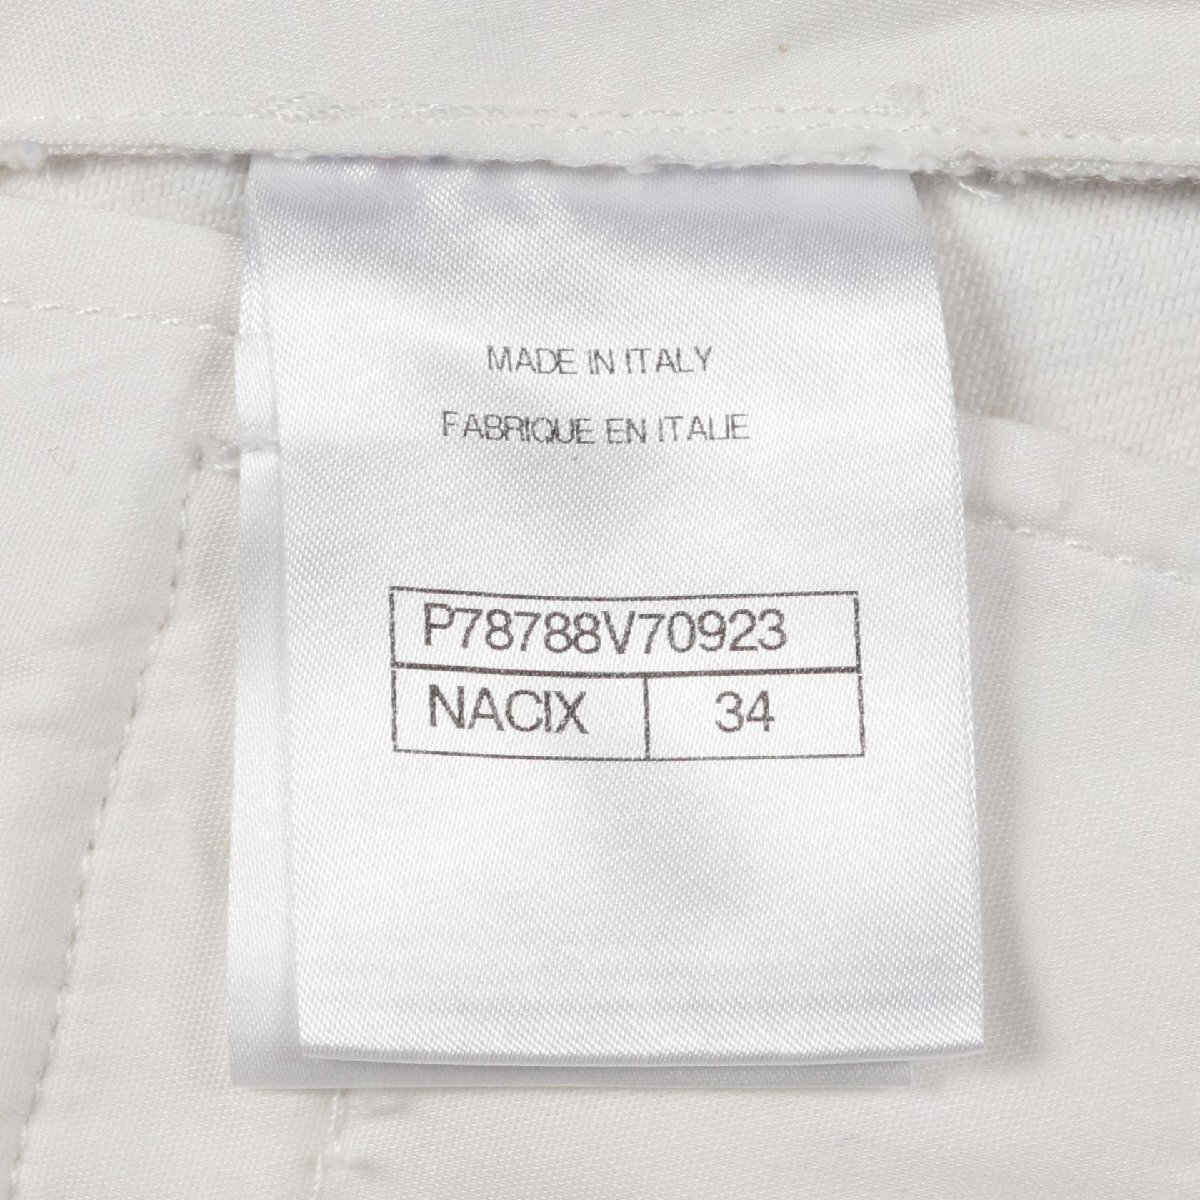 MADE IN ITALY
FABRIQUE EN ITALIE
P78788V70923
NACIX 34